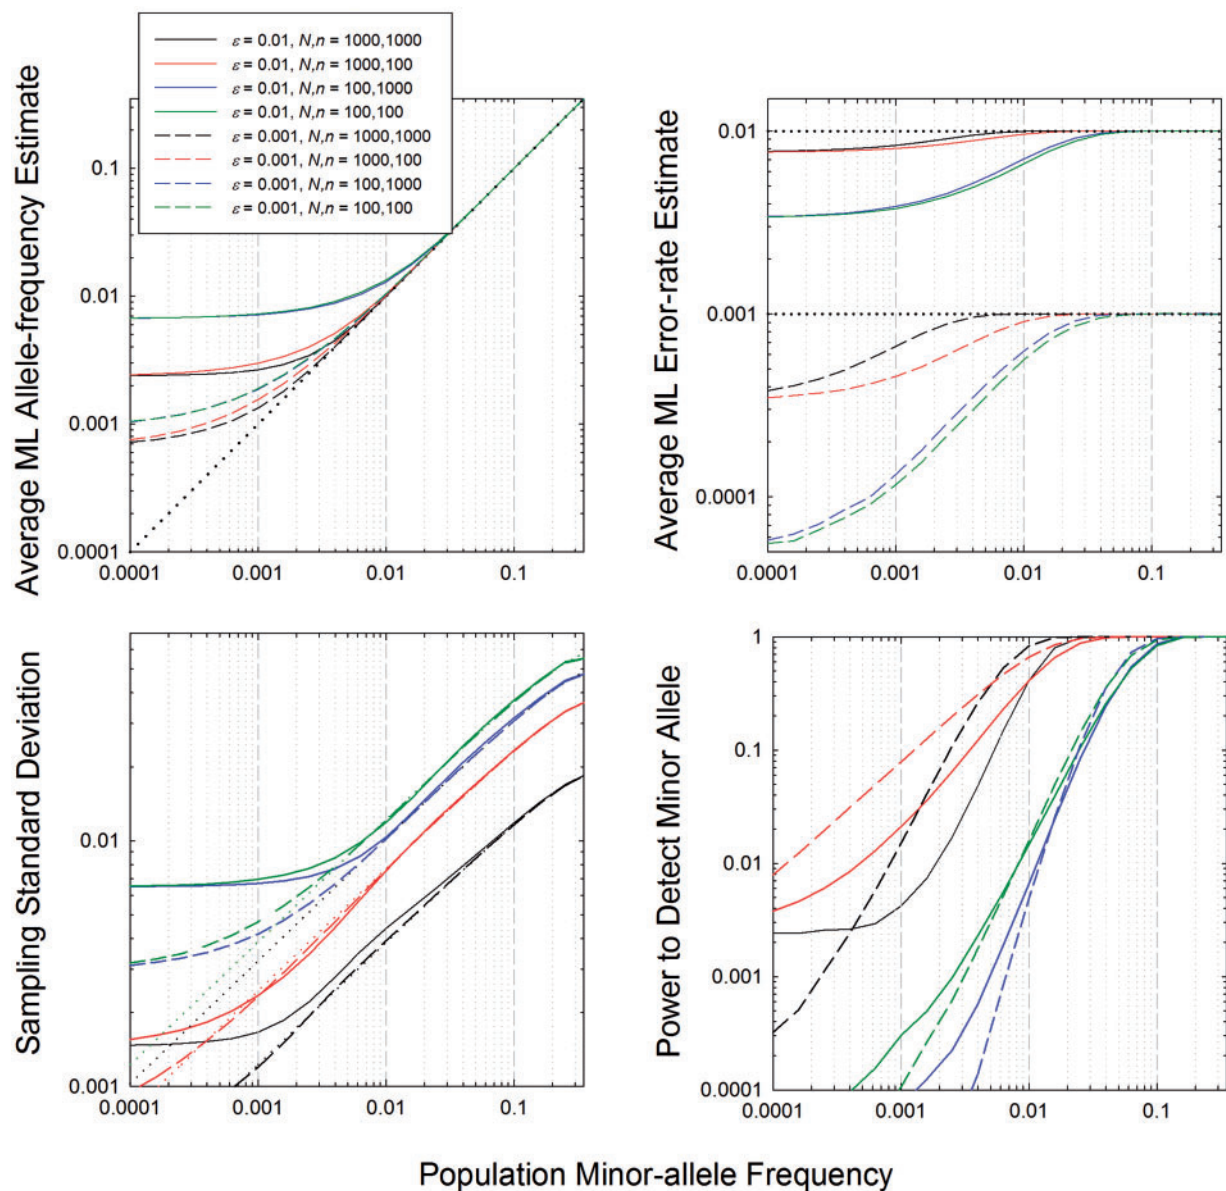 ε = 0.01, N,n = 1000,1000
ε = 0.01, N,n = 1000,100
ε = 0.01, N,n = 100,1000
ε = 0.01, N,n = 100,100
ε = 0.001, N,n = 1000,1000
ε = 0.001, N,n = 1000,100
ε = 0.001, N,n = 100,1000
ε = 0.001, N,n = 100,100
Average ML Allele-frequency Estimate
0.1
0.01
0.001
0.0001
0.0001 0.001 0.01 0.1
Average ML Error-rate Estimate
0.01
0.001
0.0001
0.0001 0.001 0.01 0.1
Sampling Standard Deviation
0.01
0.001
0.0001 0.001 0.01 0.1
Power to Detect Minor Allele
1
0.1
0.01
0.001
0.0001
0.0001 0.001 0.01 0.1
Population Minor-allele Frequency